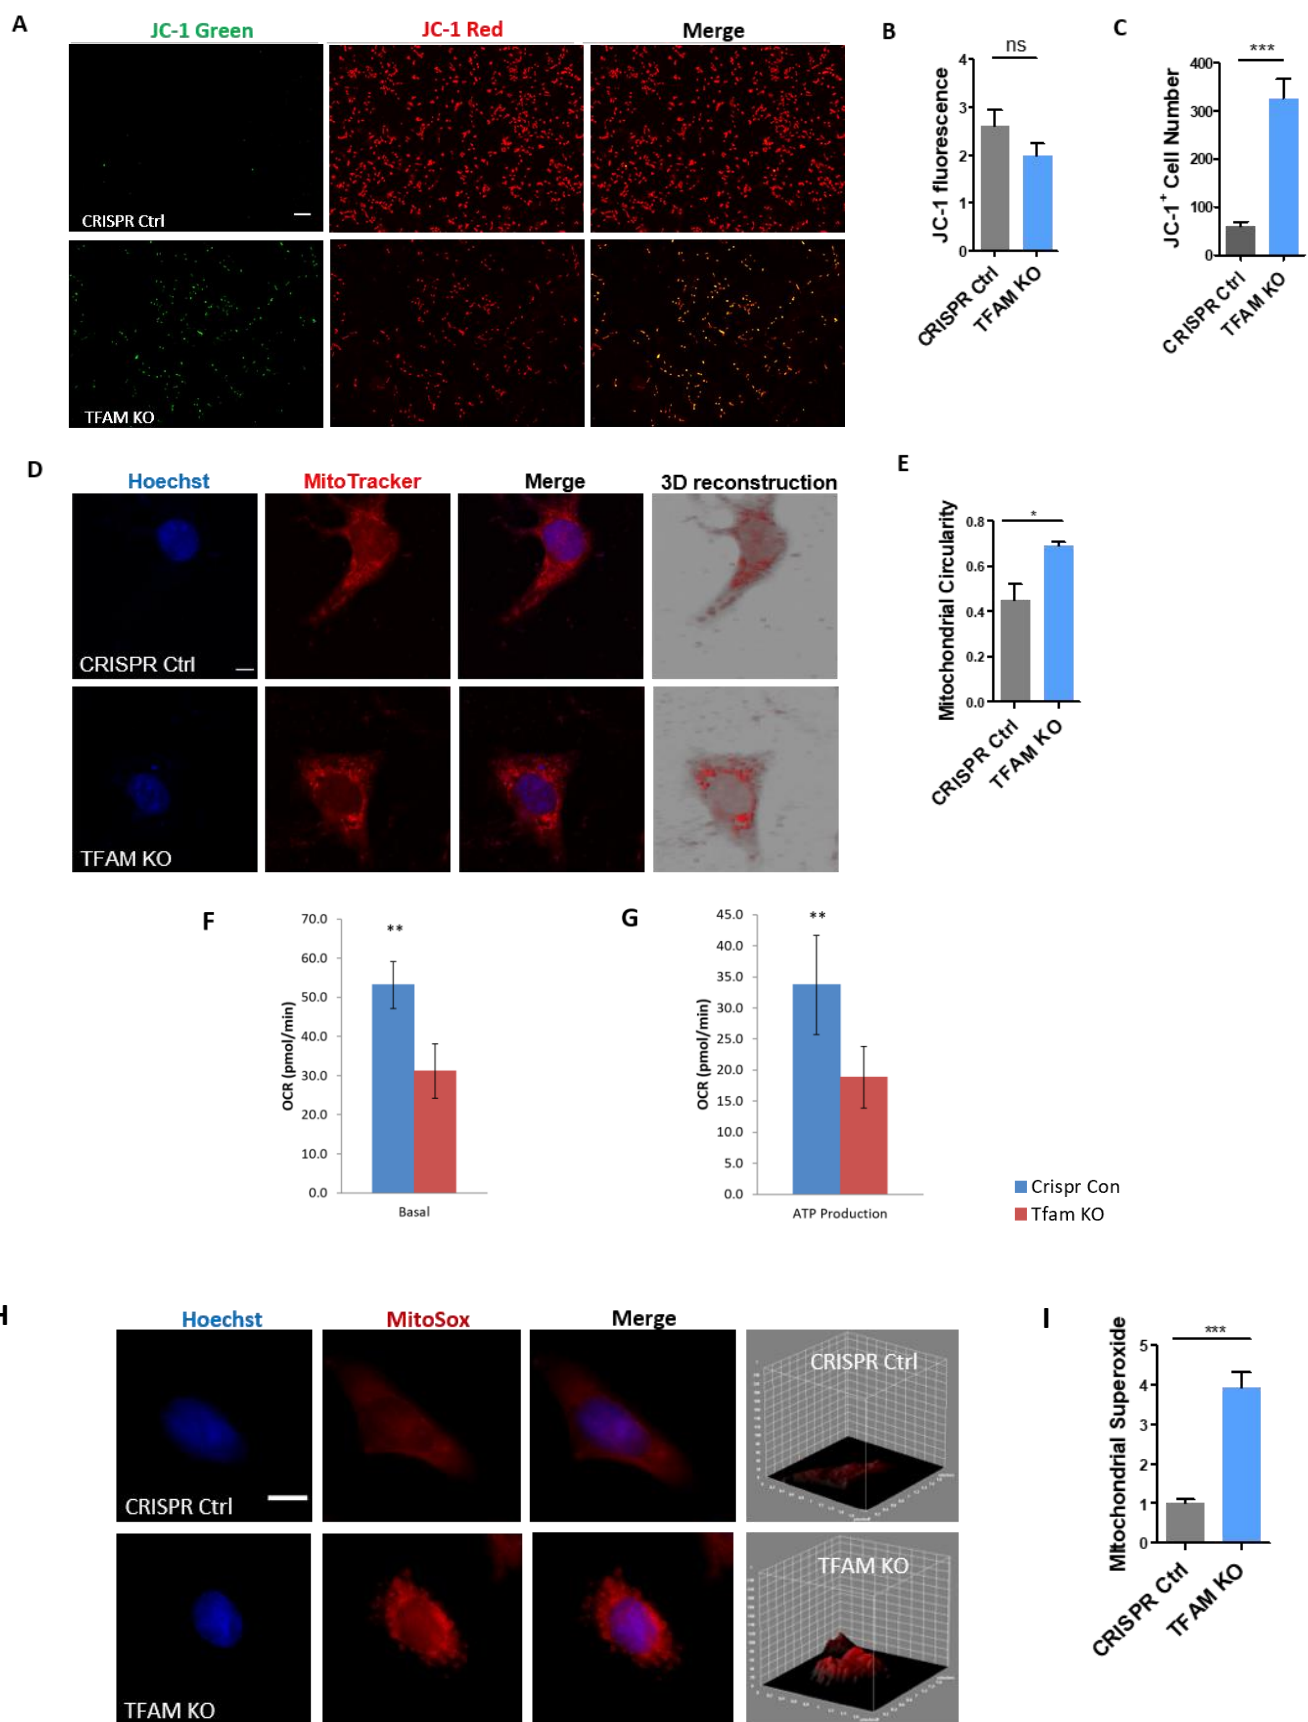 A
JC-1 Green
JC-1 Red
Merge
CRISPR Ctrl
TFAM KO
B
JC-1 fluorescence
4
3
2
1
0
ns
CRISPR Ctrl
TFAM KO
C
JC-1+ Cell Number
400
300
200
100
0
***
CRISPR Ctrl
TFAM KO
D
Hoechst
MitoTracker
Merge
3D reconstruction
CRISPR Ctrl
TFAM KO
E
Mitochondrial Circularity
0.8
0.6
0.4
0.2
0.0
*
CRISPR Ctrl
TFAM KO
F
OCR (pmol/min)
70.0
60.0
50.0
40.0
30.0
20.0
10.0
0.0
**
Basal
G
OCR (pmol/min)
45.0
40.0
35.0
30.0
25.0
20.0
15.0
10.0
5.0
0.0
**
ATP Production
Crispr Con
Tfam KO
H
Hoechst
MitoSox
Merge
CRISPR Ctrl
CRISPR Ctrl
TFAM KO
TFAM KO
I
MItochondrial Superoxide
5
4
3
2
1
0
***
CRISPR Ctrl
TFAM KO